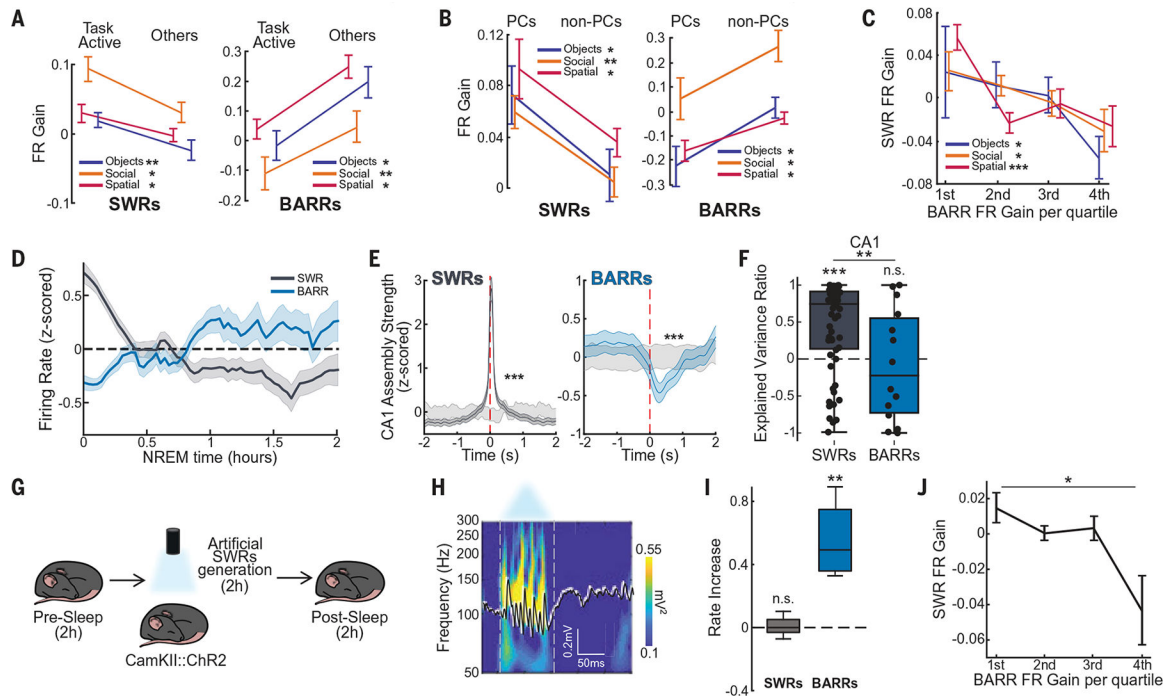 A
Task Active
Others
Task Active
Others
FR Gain
0.1
0
-0.1
0.3
0.2
0.1
0
-0.1
-0.2
Objects **
Social *
Spatial *
SWRs
Objects *
Social **
Spatial *
BARRs
B
PCs
non-PCs
PCs
non-PCs
FR Gain
0.12
0.08
0.04
0
Objects *
Social **
Spatial *
SWRs
0.3
0.2
0.1
0
-0.1
-0.2
-0.3
Objects *
Social *
Spatial *
BARRs
C
SWR FR Gain
0.08
0.04
0
-0.04
-0.08
Objects *
Social *
Spatial ***
1st
2nd
3rd
4th
BARR FR Gain per quartile
D
Firing Rate (z-scored)
0.5
0
-0.5
SWR
BARR
0
0.5
1
1.5
2
NREM time (hours)
E
SWRs
BARRs
CA1 Assembly Strength
(z-scored)
3
2
1
0
***
-2
-1
0
1
2
Time (s)
1
0.5
0
-0.5
-1
***
-2
-1
0
1
2
Time (s)
F
CA1
**
***
n.s.
Explained Variance Ratio
1
0.5
0
-0.5
-1
SWRs
BARRs
G
Artificial
SWRs
generation
(2h)
Pre-Sleep
(2h)
Post-Sleep
(2h)
CamKII::ChR2
H
Frequency (Hz)
300
250
200
150
100
50
0.2mV
50ms
0.55
mV²
0.1
I
**
n.s.
Rate Increase
0.8
0.4
0
-0.4
SWRs
BARRs
J
*
SWR FR Gain
0.02
0
-0.02
-0.04
-0.06
1st
2nd
3rd
4th
BARR FR Gain per quartile